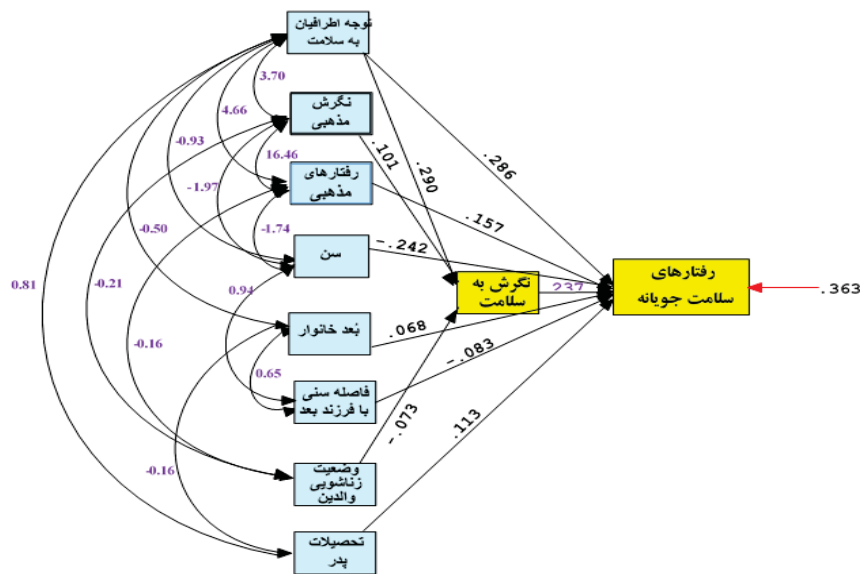 توجه اطرافیان
به سلامت
3.70
نگرش
مذهبی
4.66
-0.93
16.46
.101
.290
.286
رفتارهای
مذهبی
-1.97
-1.74
.157
-0.50
سن
-.242
نگرش به
سلامت
.237
رفتارهای
سلامت جویانه
.363
0.81
-0.21
0.94
بُعد خانوار
.068
-0.16
0.65
فاصله سنی
با فرزند بعد
-.083
-.073
.113
-0.16
وضعیت
زناشویی
والدین
تحصیلات
پدر